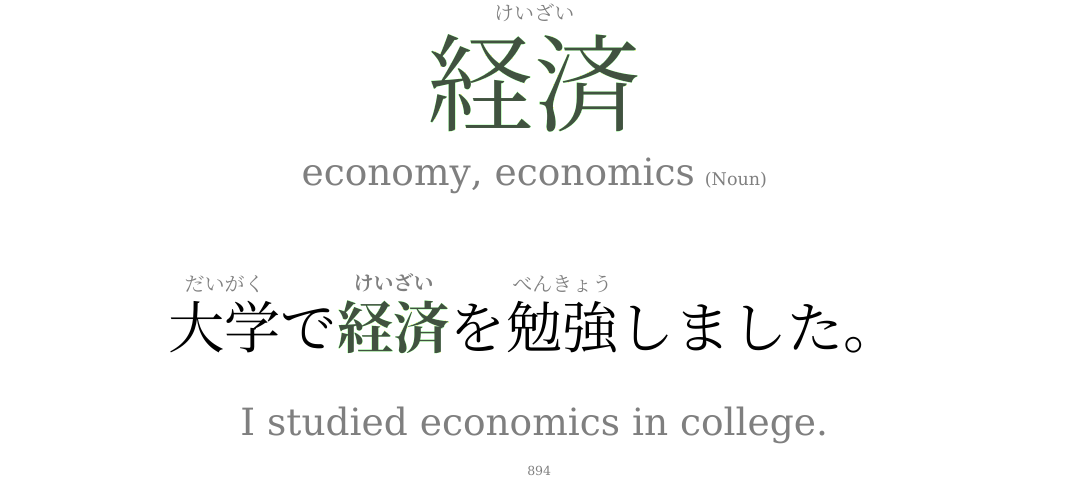 けいざい
経済
economy, economics (Noun)
だいがく けいざい べんきょう
大学で経済を勉強しました。
I studied economics in college.
894